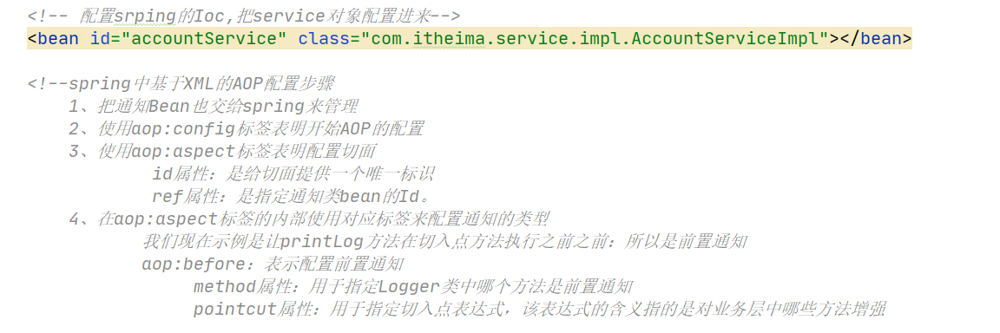 <!-- 配置srping的Ioc,把service对象配置进来-->
<bean id="accountService" class="com.itheima.service.impl.AccountServiceImpl"></bean>
<!--spring中基于XML的AOP配置步骤
1、把通知Bean也交给spring来管理
2、使用aop:config标签表明开始AOP的配置
3、使用aop:aspect标签表明配置切面
id属性：是给切面提供一个唯一标识
ref属性：是指定通知类bean的Id。
4、在aop:aspect标签的内部使用对应标签来配置通知的类型
我们现在示例是让printLog方法在切入点方法执行之前之前：所以是前置通知
aop:before：表示配置前置通知
method属性：用于指定Logger类中哪个方法是前置通知
pointcut属性：用于指定切入点表达式，该表达式的含义指的是对业务层中哪些方法增强